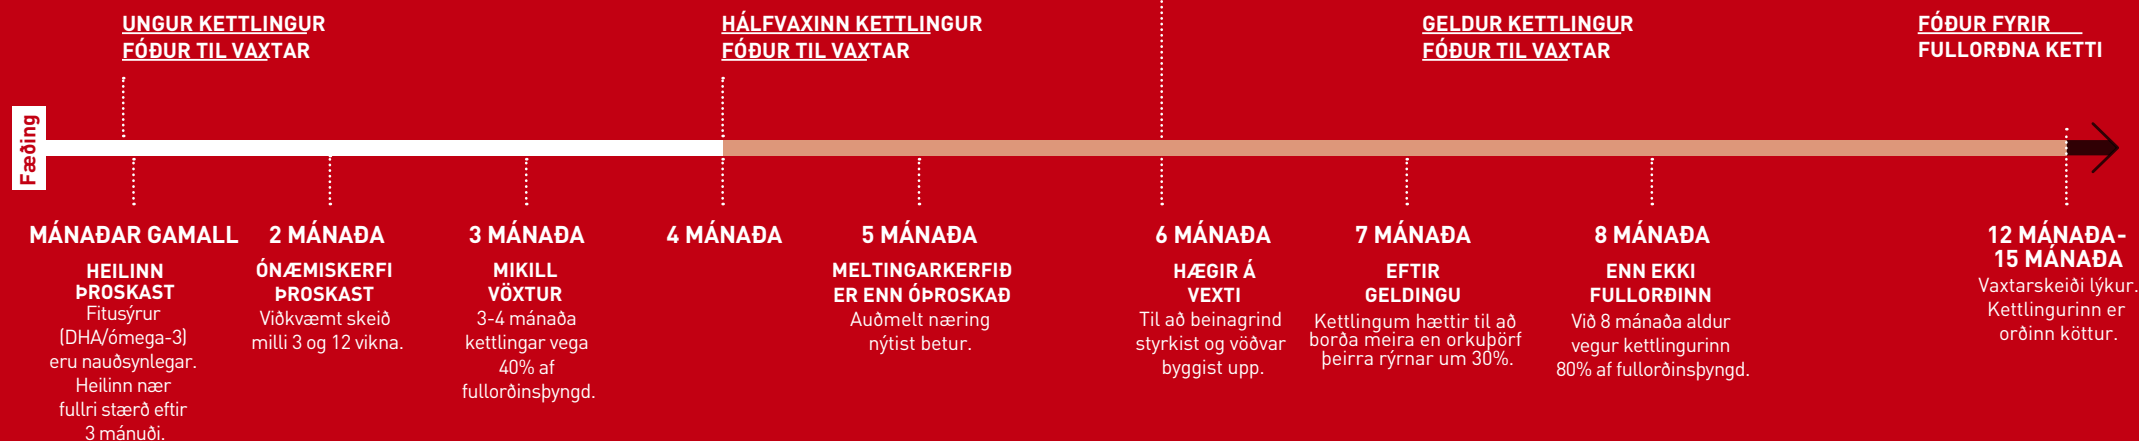 UNGUR KETTLINGUR
FÓÐUR TIL VAXTAR
HÁLFVAXINN KETTLINGUR
FÓÐUR TIL VAXTAR
GELDUR KETTLINGUR
FÓÐUR TIL VAXTAR
FÓÐUR FYRIR
FULLORÐNA KETTI
Fæðing
MÁNAÐAR GAMALL
HEILINN
ÞROSKAST
Fitusýrur
(DHA/ómega-3)
eru nauðsynlegar.
Heilinn nær
fullri stærð eftir
3 mánuði.
2 MÁNAÐA
ÓNÆMISKERFI
ÞROSKAST
Viðkvæmt skeið
milli 3 og 12 vikna.
3 MÁNAÐA
MIKILL
VÖXTUR
3-4 mánaða
kettlingar vega
40% af
fullorðinsþyngd.
4 MÁNAÐA
5 MÁNAÐA
MELTINGARKERFIÐ
ER ENN ÓÞROSKAÐ
Auðmelt næring
nýtist betur.
6 MÁNAÐA
HÆGIR Á
VEXTI
Til að beinagrind
styrkist og vöðvar
byggist upp.
7 MÁNAÐA
EFTIR
GELDINGU
Kettlingum hættir til að
borða meira en orkuþörf
þeirra rýrnar um 30%.
8 MÁNAÐA
ENN EKKI
FULLORÐINN
Við 8 mánaða aldur
vegur kettlingurinn
80% af fullorðinsþyngd.
12 MÁNAÐA-
15 MÁNAÐA
Vaxtarskeiði lýkur.
Kettlingurinn er
orðinn köttur.